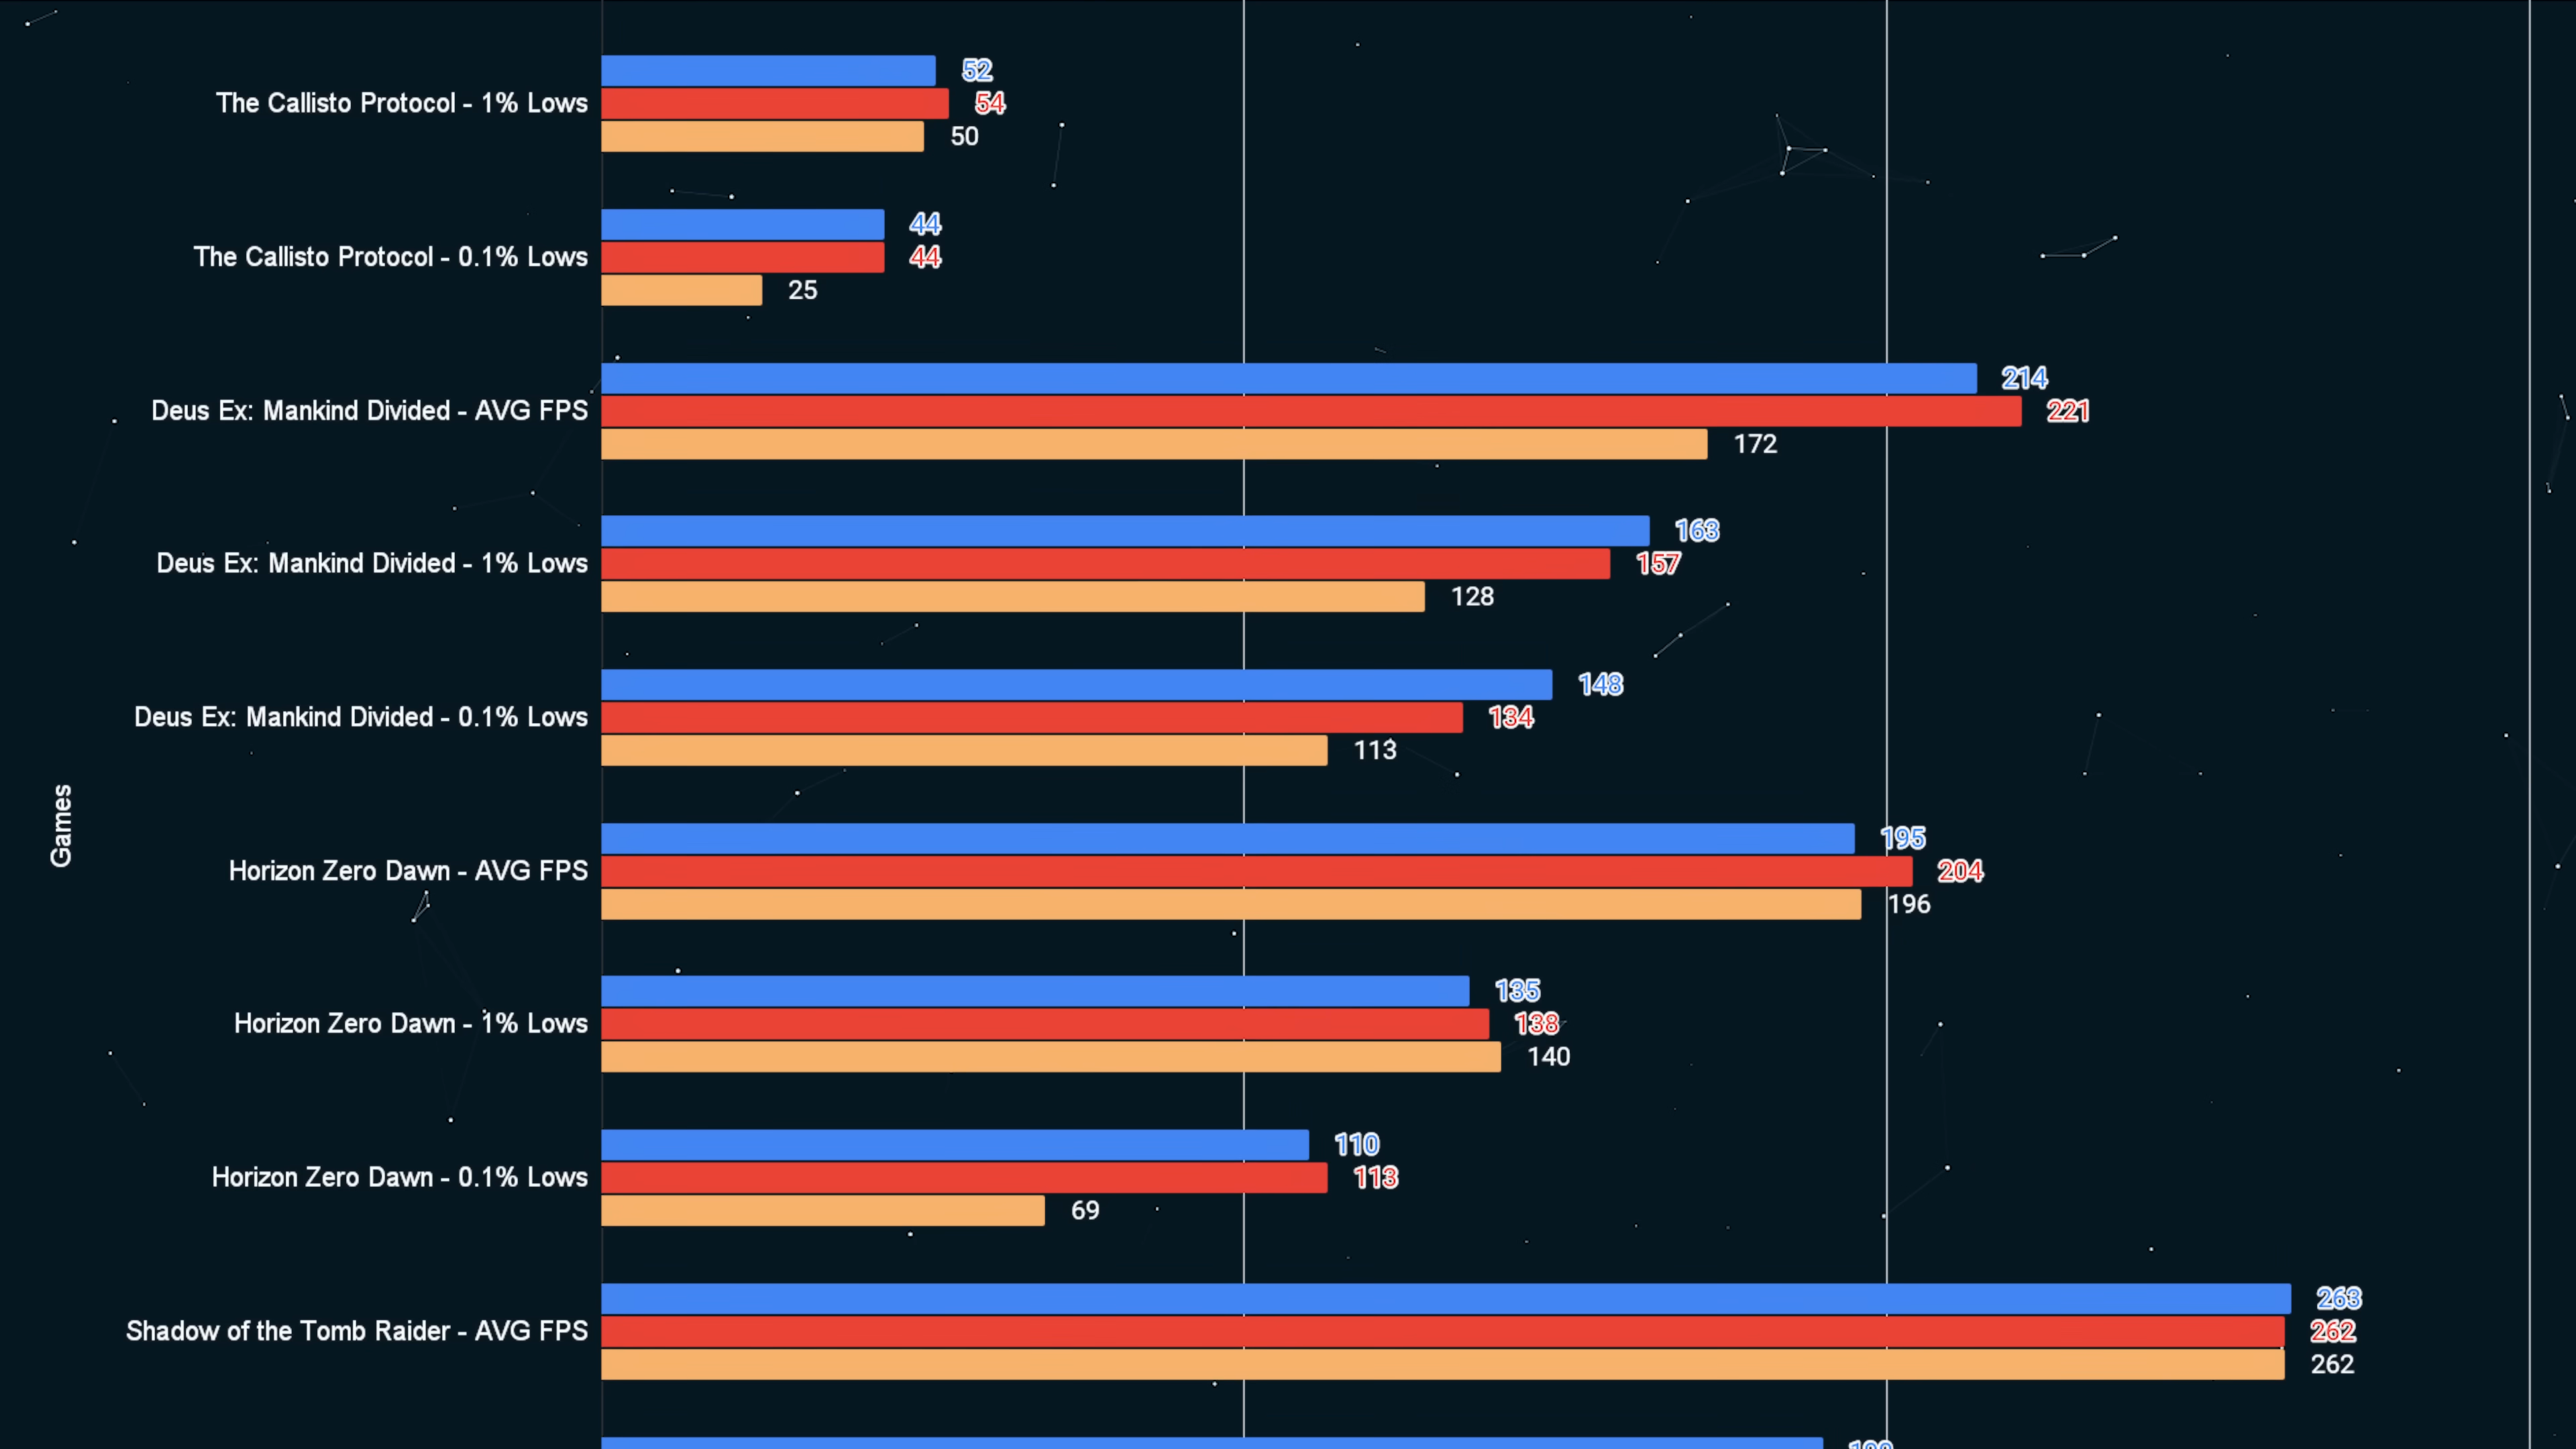 The Callisto Protocol - 1% Lows
52
54
50
The Callisto Protocol - 0.1% Lows
44
44
25
Deus Ex: Mankind Divided - AVG FPS
214
221
172
Deus Ex: Mankind Divided - 1% Lows
163
157
128
Deus Ex: Mankind Divided - 0.1% Lows
148
134
113
Games
Horizon Zero Dawn - AVG FPS
195
204
196
Horizon Zero Dawn - 1% Lows
135
138
140
Horizon Zero Dawn - 0.1% Lows
110
113
69
Shadow of the Tomb Raider - AVG FPS
263
262
262